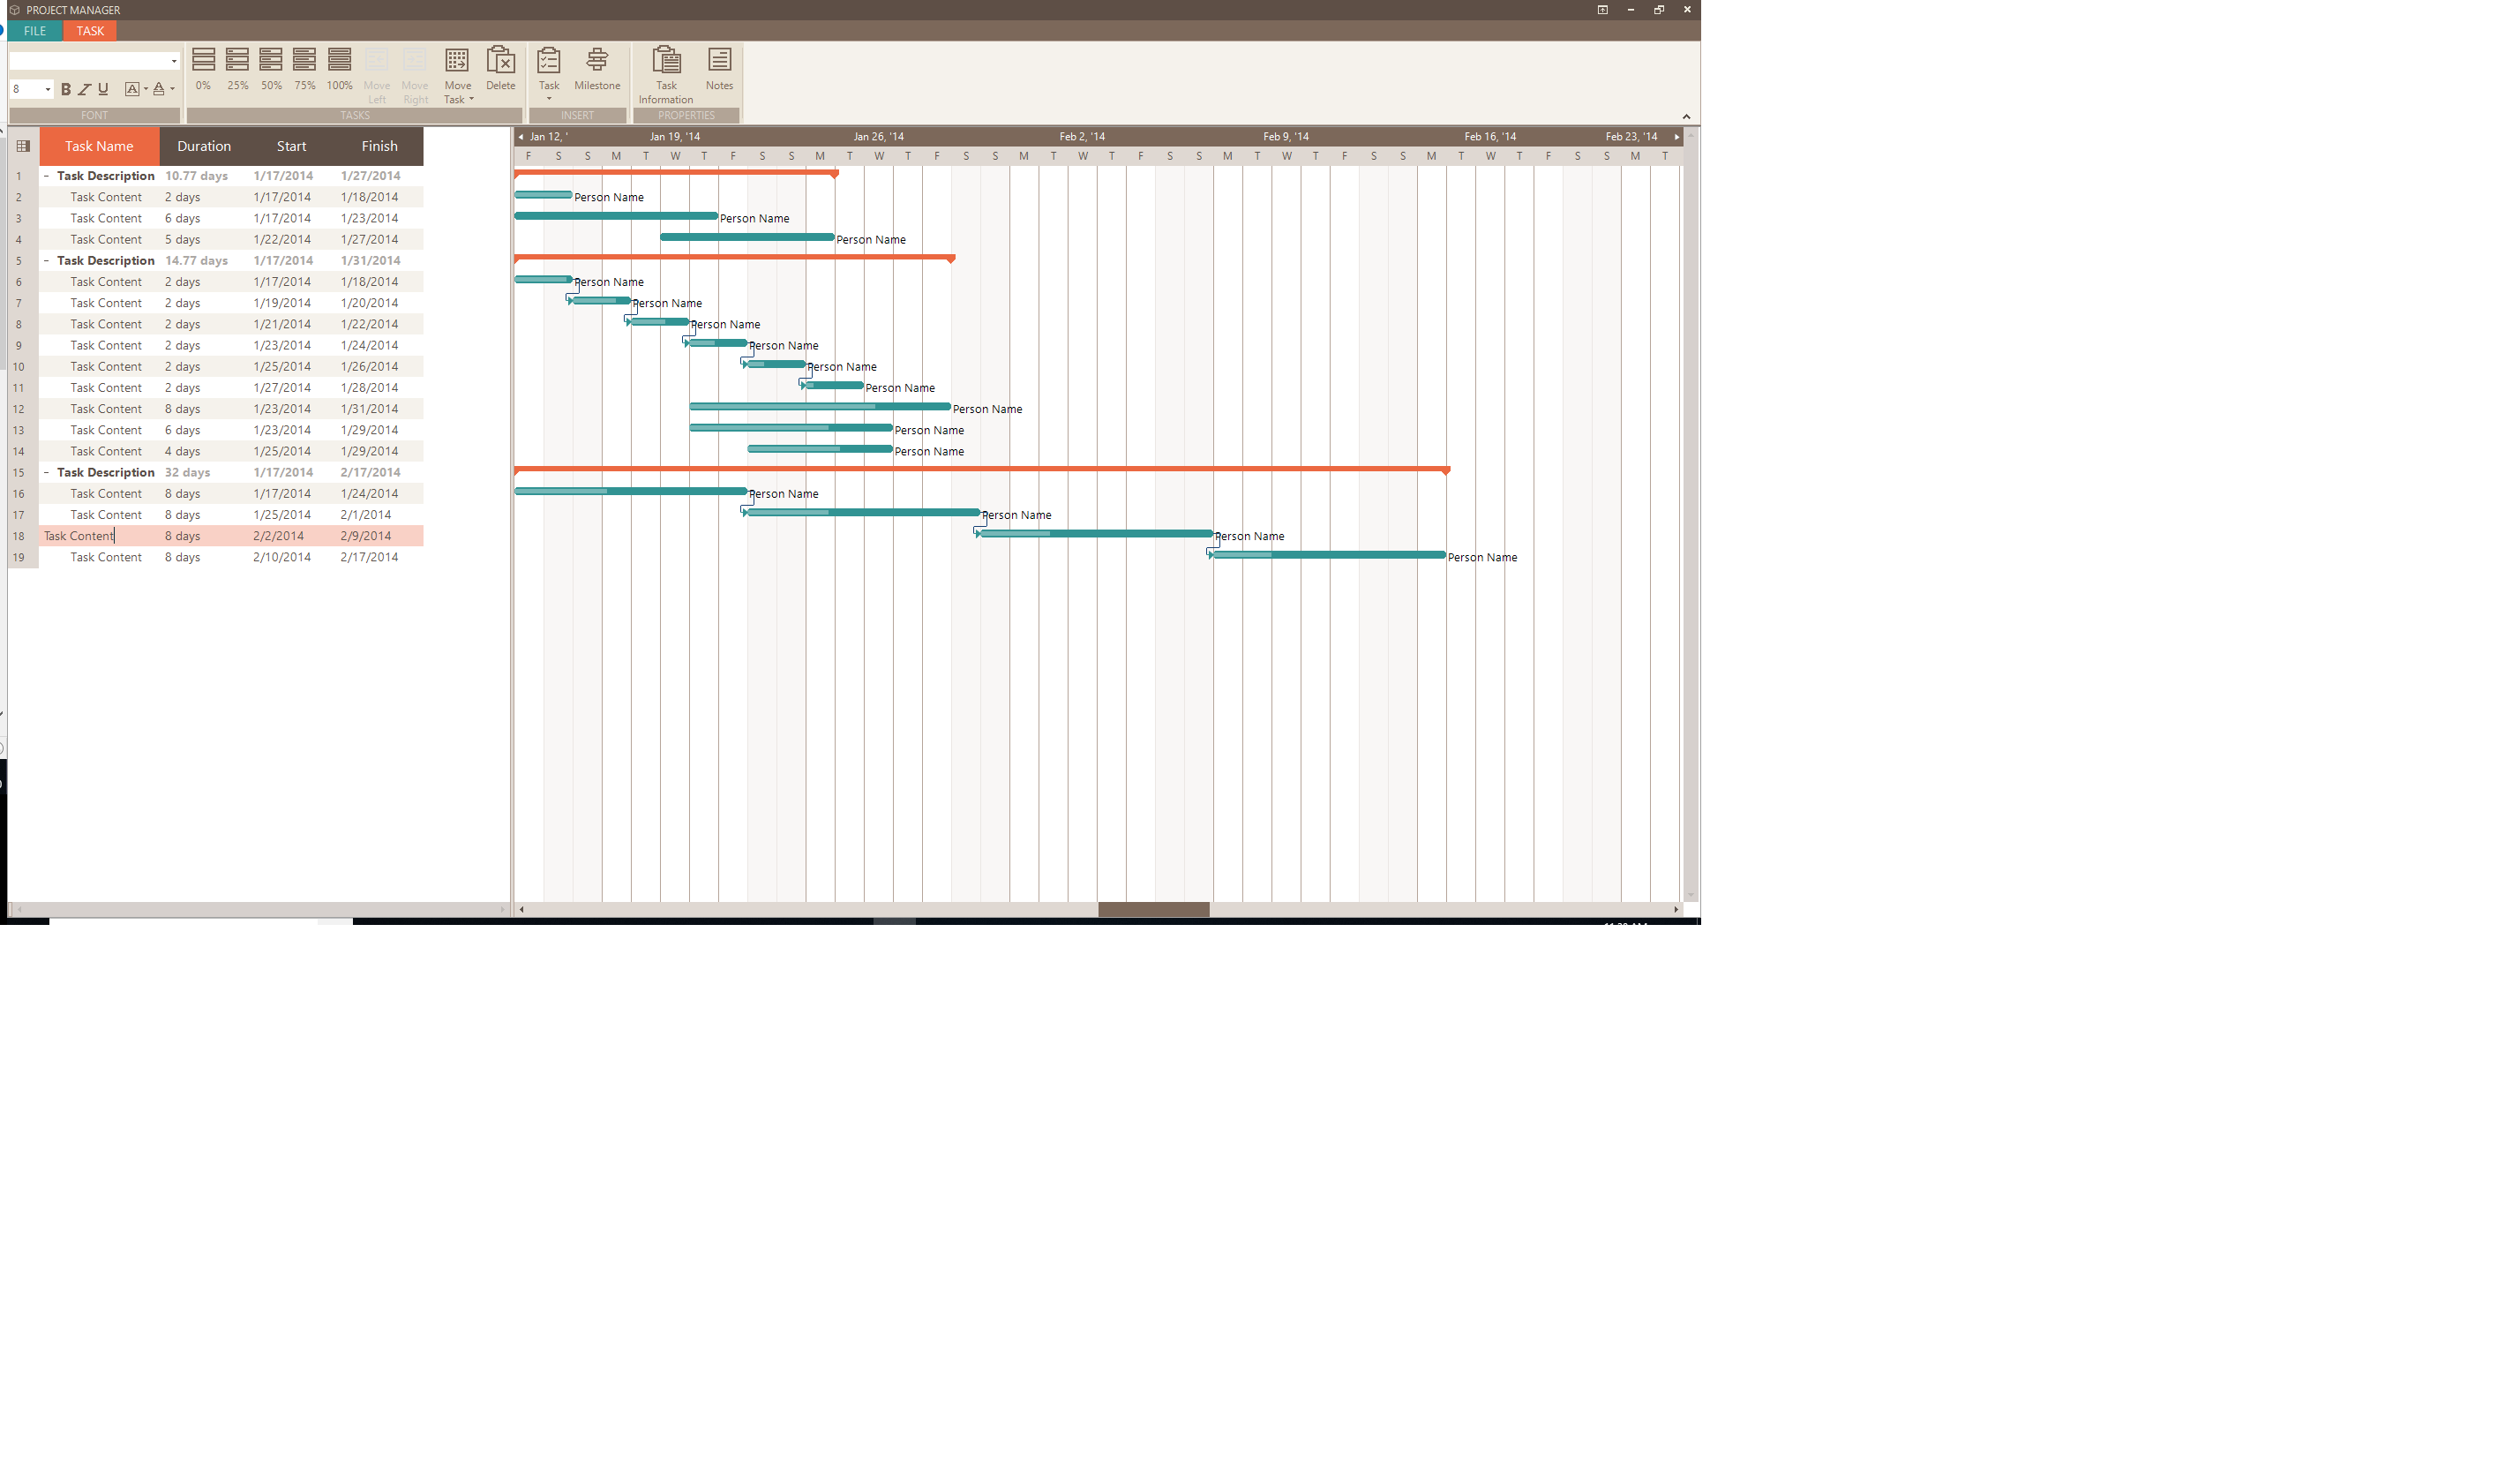 PROJECT MANAGER
FILE TASK
8 B I U A A
0% 25% 50% 75% 100% Move Left Move Right Move Task Delete Task Milestone Task Information Notes
FONT TASKS INSERT PROPERTIES
Task Name Duration Start Finish
Jan 12, ' Jan 19, '14 Jan 26, '14 Feb 2, '14 Feb 9, '14 Feb 16, '14 Feb 23, '14
F S S M T W T F S S M T W T F S S M T W T F S S M T W T F S S M T W T F S S M T
1 - Task Description 10.77 days 1/17/2014 1/27/2014
2 Task Content 2 days 1/17/2014 1/18/2014 Person Name
3 Task Content 6 days 1/17/2014 1/23/2014 Person Name
4 Task Content 5 days 1/22/2014 1/27/2014 Person Name
5 - Task Description 14.77 days 1/17/2014 1/31/2014
6 Task Content 2 days 1/17/2014 1/18/2014 Person Name
7 Task Content 2 days 1/19/2014 1/20/2014 Person Name
8 Task Content 2 days 1/21/2014 1/22/2014 Person Name
9 Task Content 2 days 1/23/2014 1/24/2014 Person Name
10 Task Content 2 days 1/25/2014 1/26/2014 Person Name
11 Task Content 2 days 1/27/2014 1/28/2014 Person Name
12 Task Content 8 days 1/23/2014 1/31/2014 Person Name
13 Task Content 6 days 1/23/2014 1/29/2014 Person Name
14 Task Content 4 days 1/25/2014 1/29/2014 Person Name
15 - Task Description 32 days 1/17/2014 2/17/2014
16 Task Content 8 days 1/17/2014 1/24/2014 Person Name
17 Task Content 8 days 1/25/2014 2/1/2014 Person Name
18 Task Content 8 days 2/2/2014 2/9/2014 Person Name
19 Task Content 8 days 2/10/2014 2/17/2014 Person Name